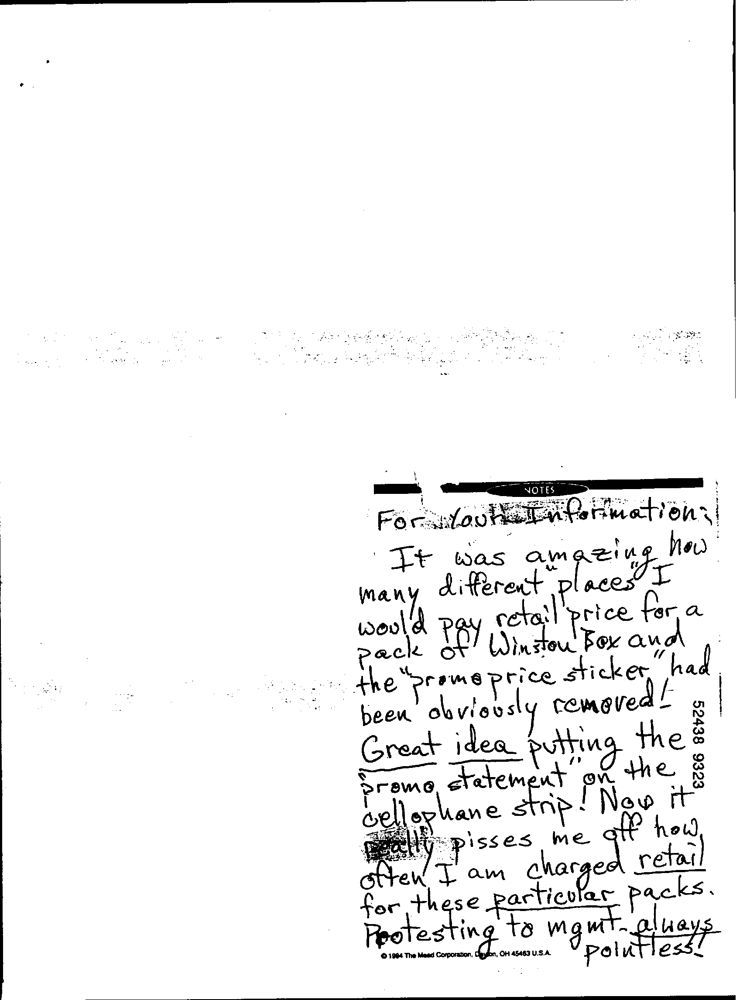 NOTES
For Your Information:
It was amazing how
many different "places" I
would pay retail price for a
pack of Winston Box and
the "promo price sticker" had
been obviously removed!
Great idea putting the
"promo statement" on the
cellophane strip! Now it
really pisses me off how
often I am charged retail
for these particular packs.
Protesting to mgmt. always
pointless!
© 1994 The Mead Corporation, Dayton, OH 45463 U.S.A.
52438 9323